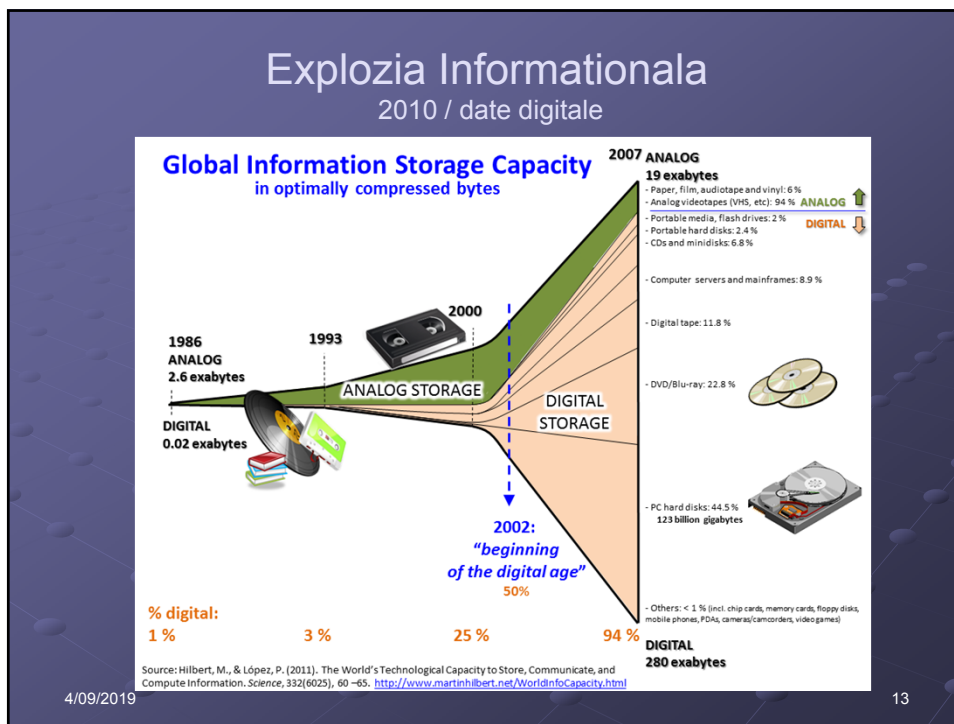 Explozia Informationala
2010 / date digitale
Global Information Storage Capacity
in optimally compressed bytes
2007 ANALOG
19 exabytes
- Paper, film, audiotape and vinyl: 6 %
- Analog videotapes (VHS, etc): 94 % ANALOG
- Portable media, flash drives: 2 % DIGITAL
- Portable hard disks: 2.4 %
- CDs and minidisks: 6.8 %
- Computer servers and mainframes: 8.9 %
- Digital tape: 11.8 %
- DVD/Blu-ray: 22.8 %
- PC hard disks: 44.5 %
123 billion gigabytes
- Others: < 1 % (incl. chip cards, memory cards, floppy disks,
mobile phones, PDAs, cameras/camcorders, video games)
DIGITAL
280 exabytes
1986
ANALOG
2.6 exabytes
DIGITAL
0.02 exabytes
1993
2000
ANALOG STORAGE
DIGITAL
STORAGE
2002:
“beginning
of the digital age”
50%
% digital:
1 % 3 % 25 % 94 %
Source: Hilbert, M., & López, P. (2011). The World’s Technological Capacity to Store, Communicate, and
Compute Information. Science, 332(6025), 60 –65. http://www.martinhilbert.net/WorldInfoCapacity.html
4/09/2019 13